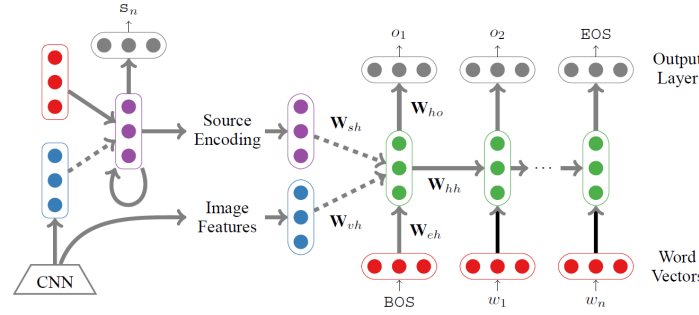 s_n
o_1
o_2
EOS
Output
Layer
W_ho
Source
Encoding
W_sh
W_hh
...
Image
Features
W_vh
W_eh
CNN
Word
Vectors
BOS
w_1
w_n